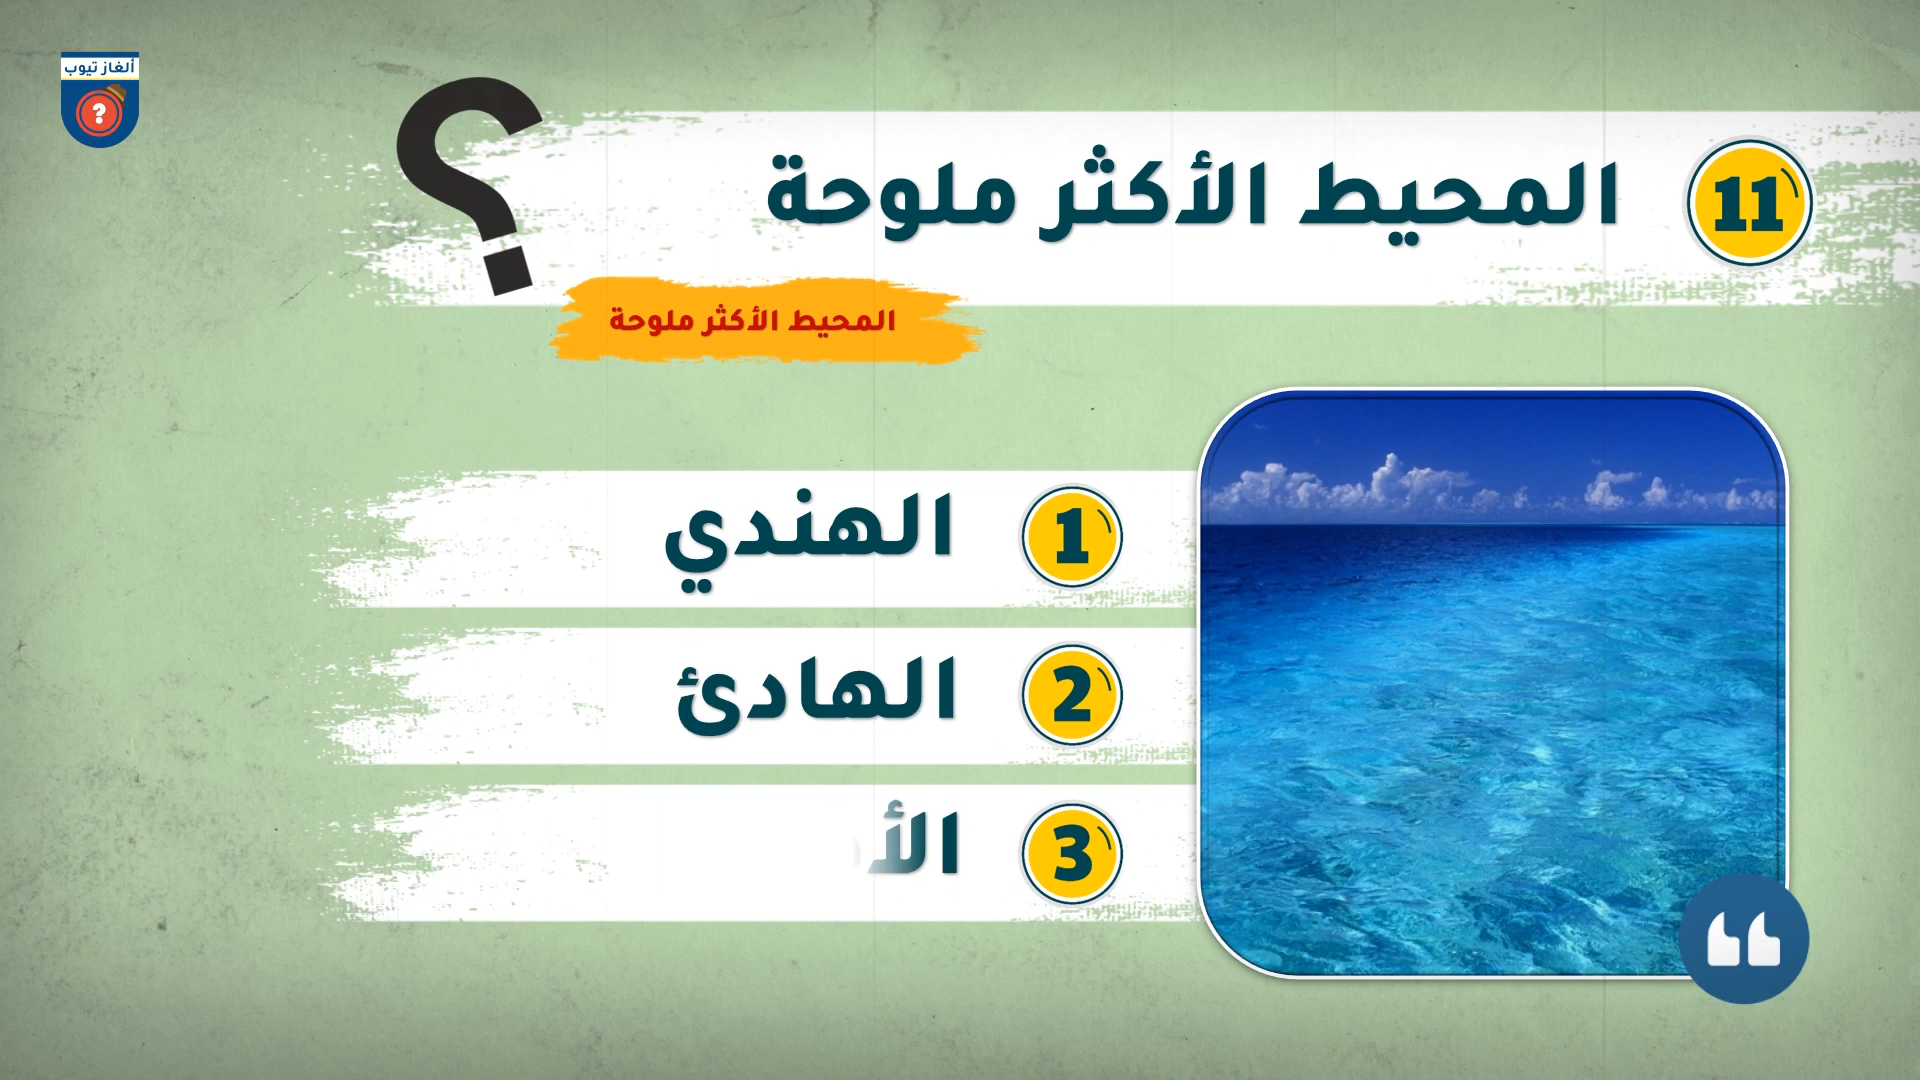 ألغاز تيوب
?
؟
11 المحيط الأكثر ملوحة
المحيط الأكثر ملوحة
1 الهندي
2 الهادئ
3